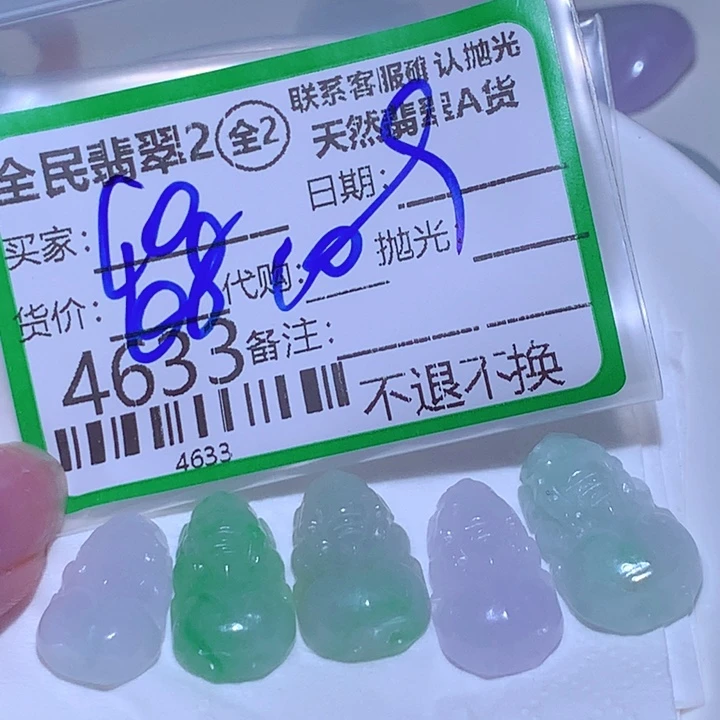 联系客服确认抛光
全民翡翠2 全2 天然翡翠A货
买家: 日期:
货价: 代购: 抛光:
4633 备注:
不退不换
4633